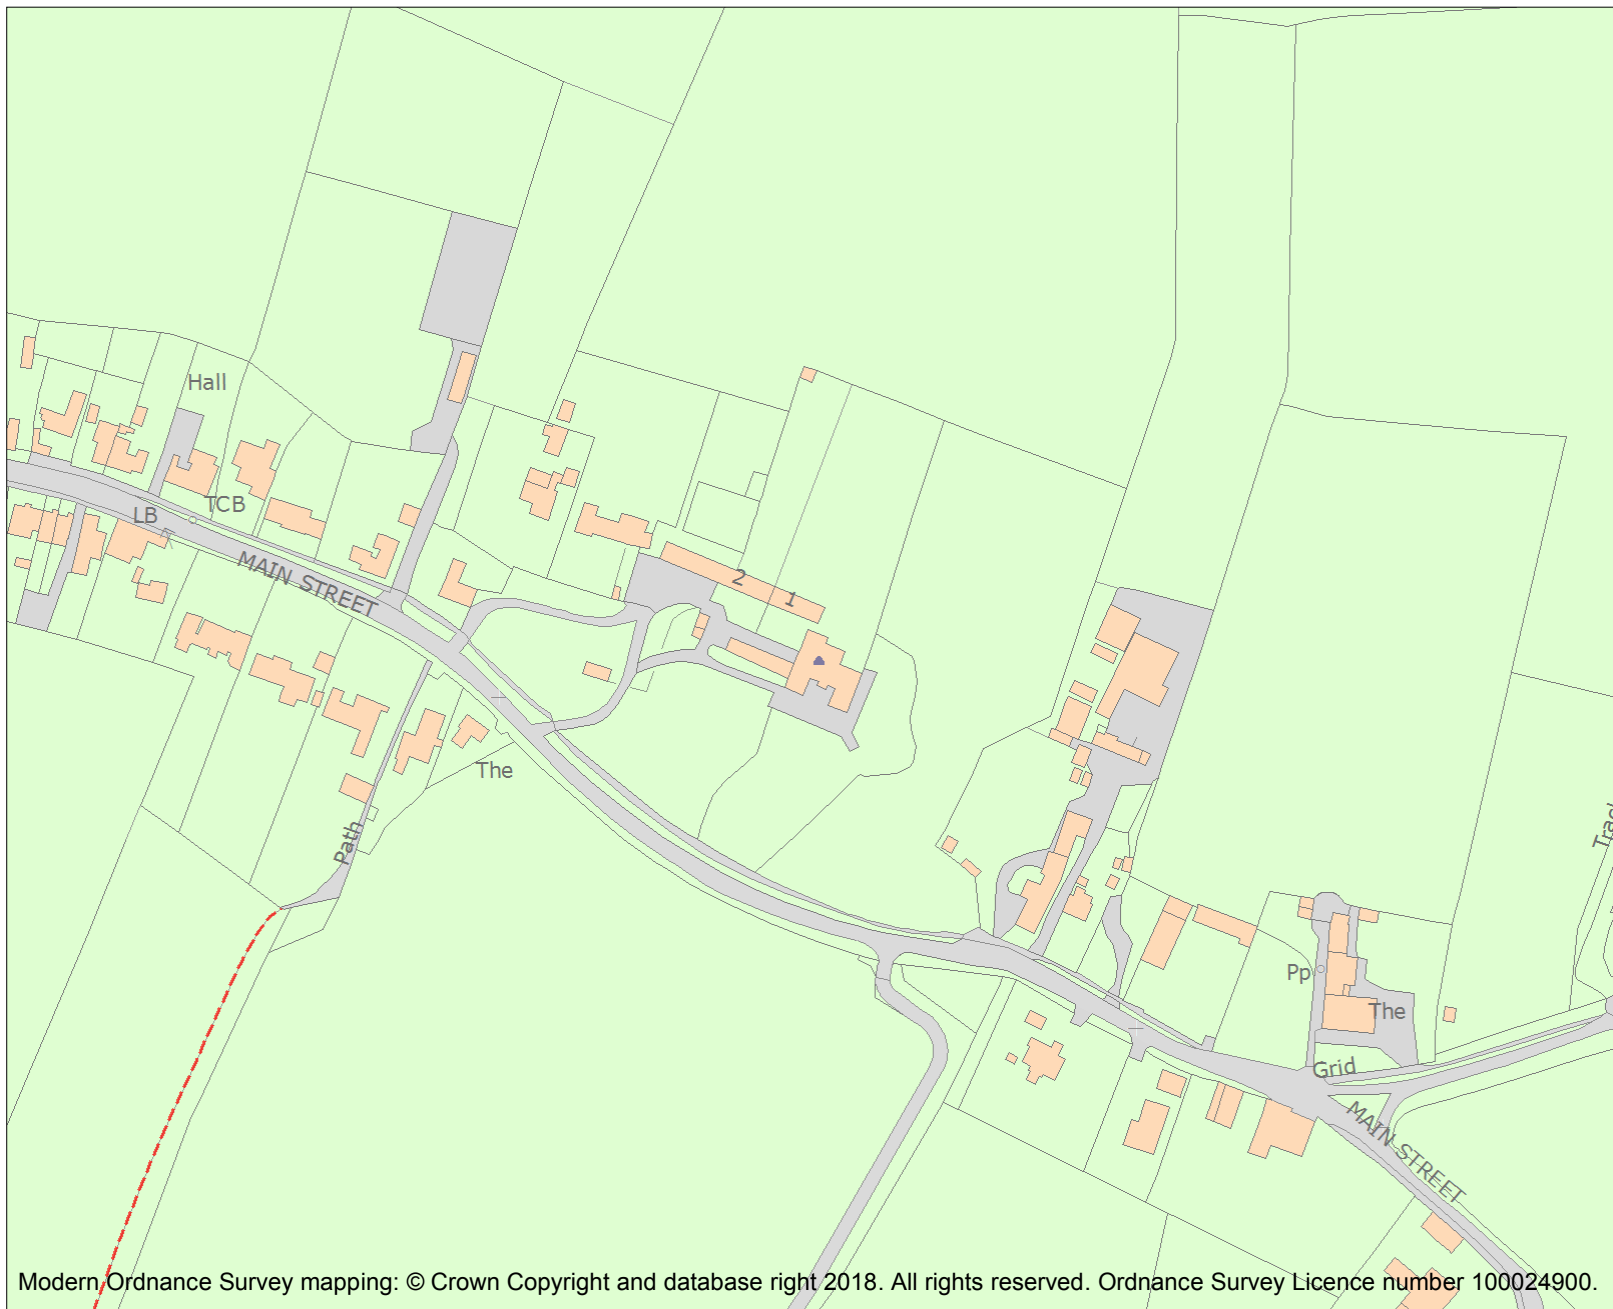 Hall
TCB
LB
MAIN STREET
2
1
The
Path
Pp
The
Grid
MAIN STREET
Modern Ordnance Survey mapping: © Crown Copyright and database right 2018. All rights reserved. Ordnance Survey Licence number 100024900.